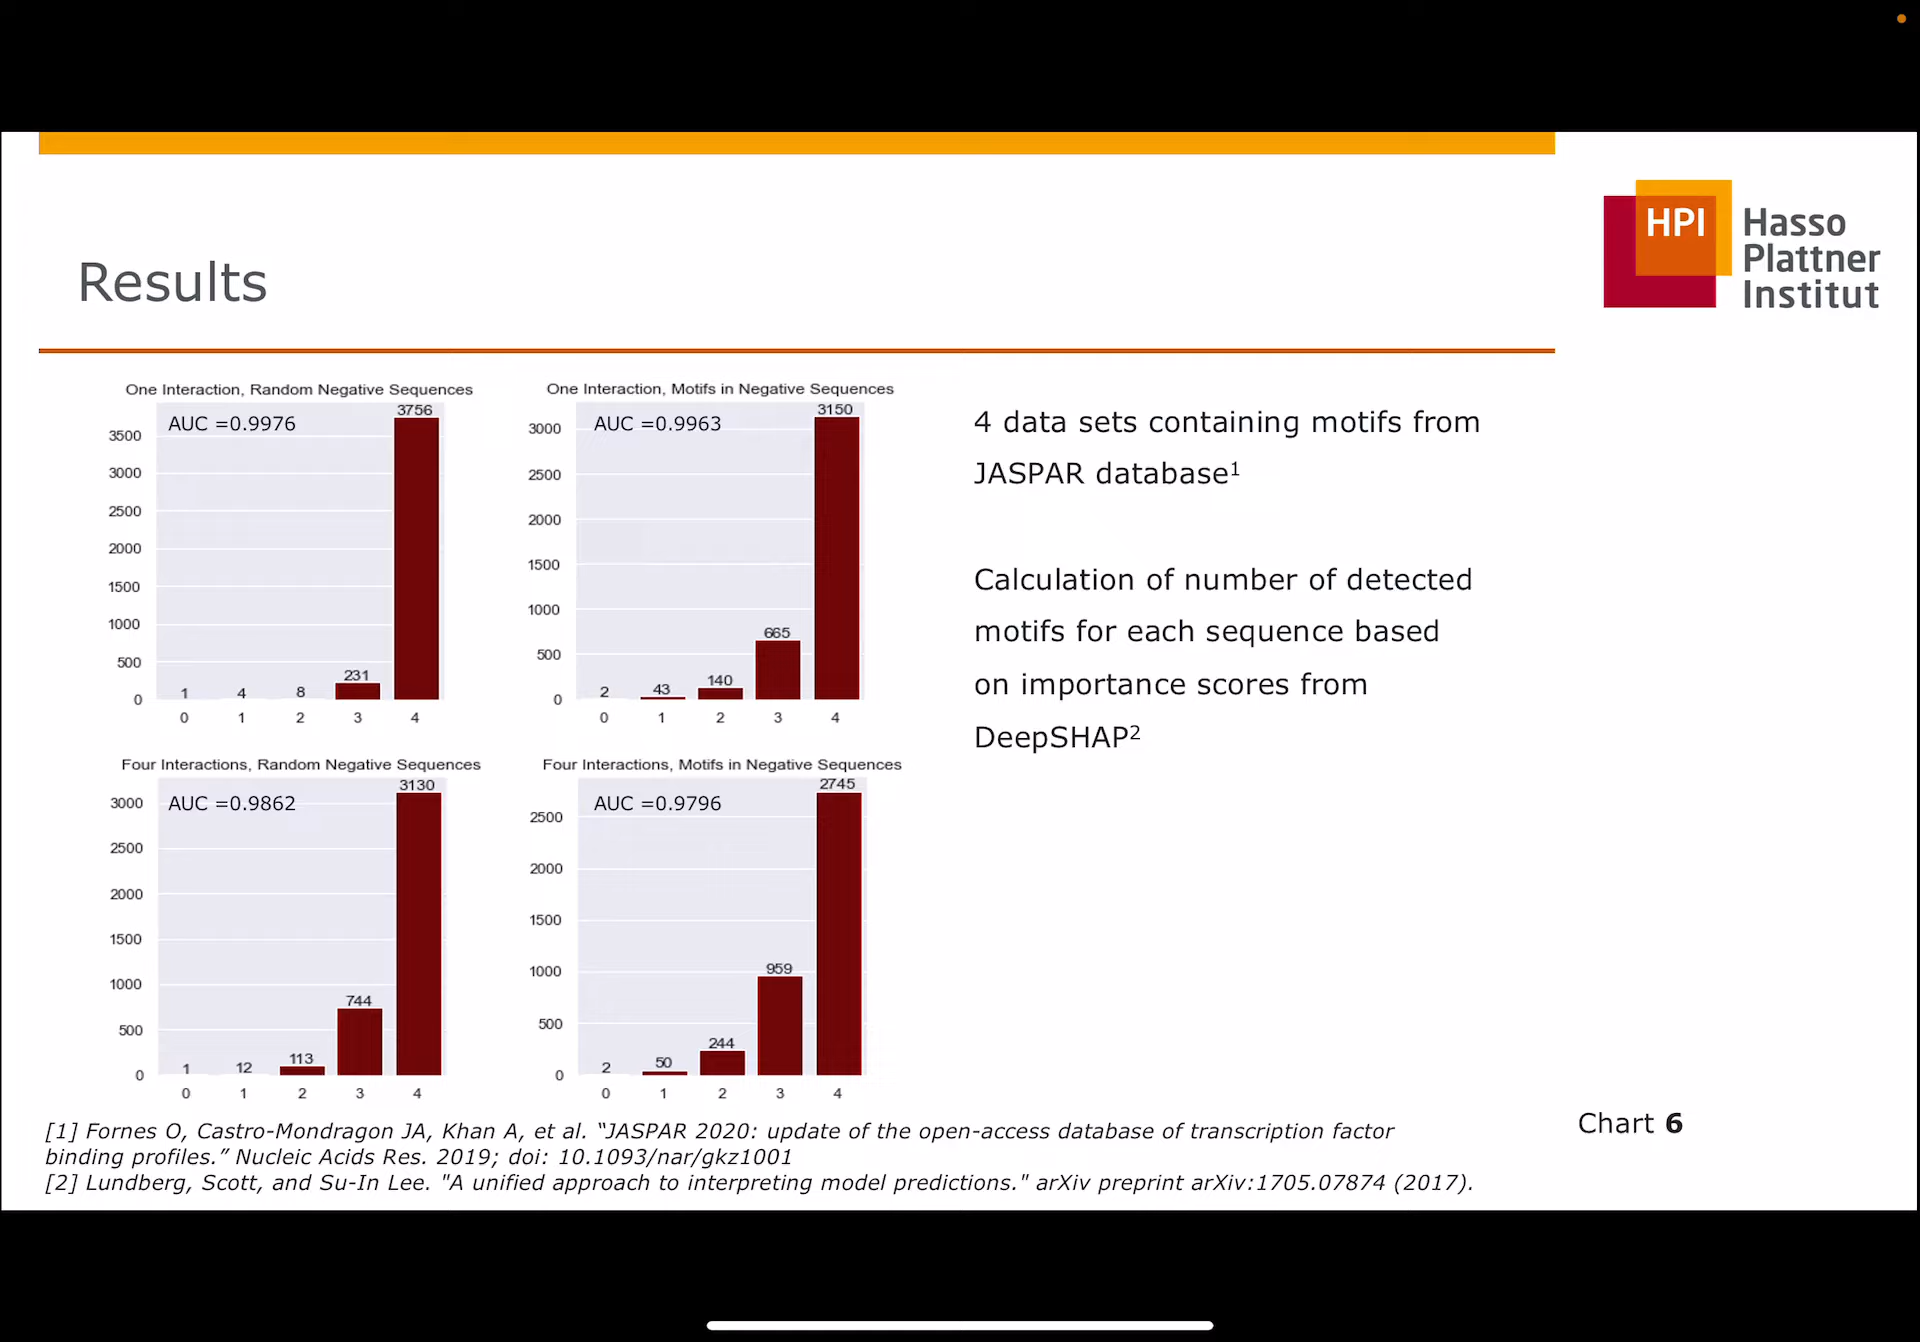 HPI
Hasso
Plattner
Institut
Results
One Interaction, Random Negative Sequences
AUC =0.9976
3500
3000
2500
2000
1500
1000
500
0
1
4
8
231
3756
0 1 2 3 4
One Interaction, Motifs in Negative Sequences
AUC =0.9963
3000
2500
2000
1500
1000
500
0
2
43
140
665
3150
0 1 2 3 4
Four Interactions, Random Negative Sequences
AUC =0.9862
3000
2500
2000
1500
1000
500
0
1
12
113
744
3130
0 1 2 3 4
Four Interactions, Motifs in Negative Sequences
AUC =0.9796
2500
2000
1500
1000
500
0
2
50
244
959
2745
0 1 2 3 4
4 data sets containing motifs from
JASPAR database¹
Calculation of number of detected
motifs for each sequence based
on importance scores from
DeepSHAP²
[1] Fornes O, Castro-Mondragon JA, Khan A, et al. “JASPAR 2020: update of the open-access database of transcription factor
binding profiles.” Nucleic Acids Res. 2019; doi: 10.1093/nar/gkz1001
[2] Lundberg, Scott, and Su-In Lee. "A unified approach to interpreting model predictions." arXiv preprint arXiv:1705.07874 (2017).
Chart 6